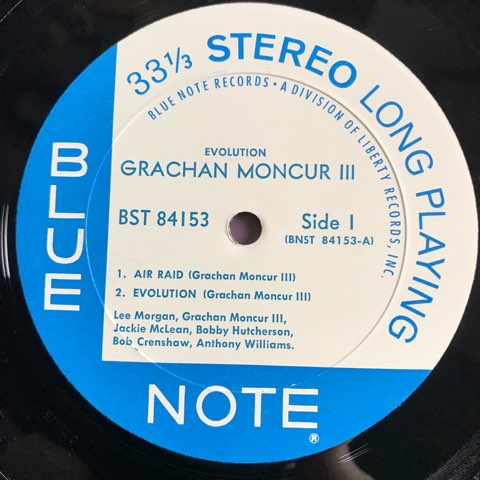 33⅓ STEREO LONG PLAYING
BLUE NOTE RECORDS • A DIVISION OF LIBERTY RECORDS, INC.
EVOLUTION
GRACHAN MONCUR III
BST 84153
Side 1
(BNST 84153-A)
1. AIR RAID (Grachan Moncur III)
2. EVOLUTION (Grachan Moncur III)
Lee Morgan, Grachan Moncur III,
Jackie McLean, Bobby Hutcherson,
Bob Crenshaw, Anthony Williams.
BLUE
NOTE®